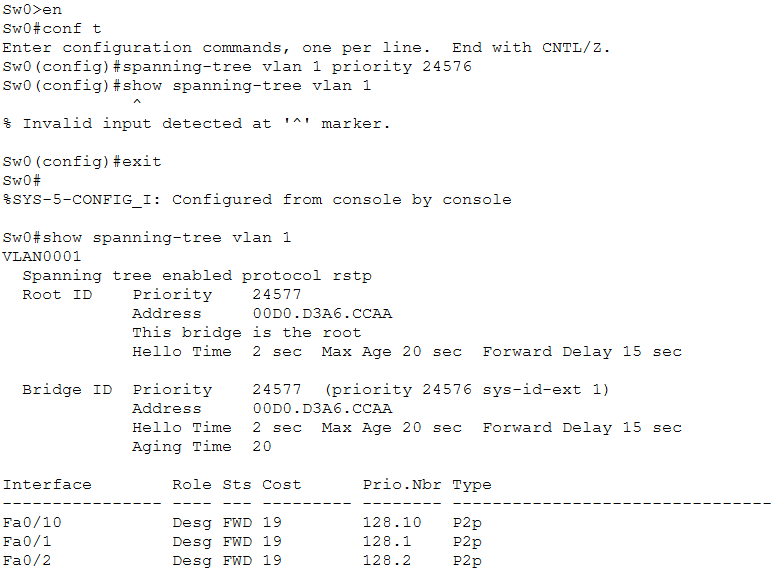 Sw0>en
Sw0#conf t
Enter configuration commands, one per line.  End with CNTL/Z.
Sw0(config)#spanning-tree vlan 1 priority 24576
Sw0(config)#show spanning-tree vlan 1
             ^
% Invalid input detected at '^' marker.
Sw0(config)#exit
Sw0#
%SYS-5-CONFIG_I: Configured from console by console
Sw0#show spanning-tree vlan 1
VLAN0001
  Spanning tree enabled protocol rstp
  Root ID    Priority    24577
             Address     00D0.D3A6.CCAA
             This bridge is the root
             Hello Time  2 sec  Max Age 20 sec  Forward Delay 15 sec
  Bridge ID  Priority    24577  (priority 24576 sys-id-ext 1)
             Address     00D0.D3A6.CCAA
             Hello Time  2 sec  Max Age 20 sec  Forward Delay 15 sec
             Aging Time  20
Interface        Role Sts Cost      Prio.Nbr Type
---------------- ---- --- --------- -------- --------------------------------
Fa0/10           Desg FWD 19        128.10   P2p
Fa0/1            Desg FWD 19        128.1    P2p
Fa0/2            Desg FWD 19        128.2    P2p